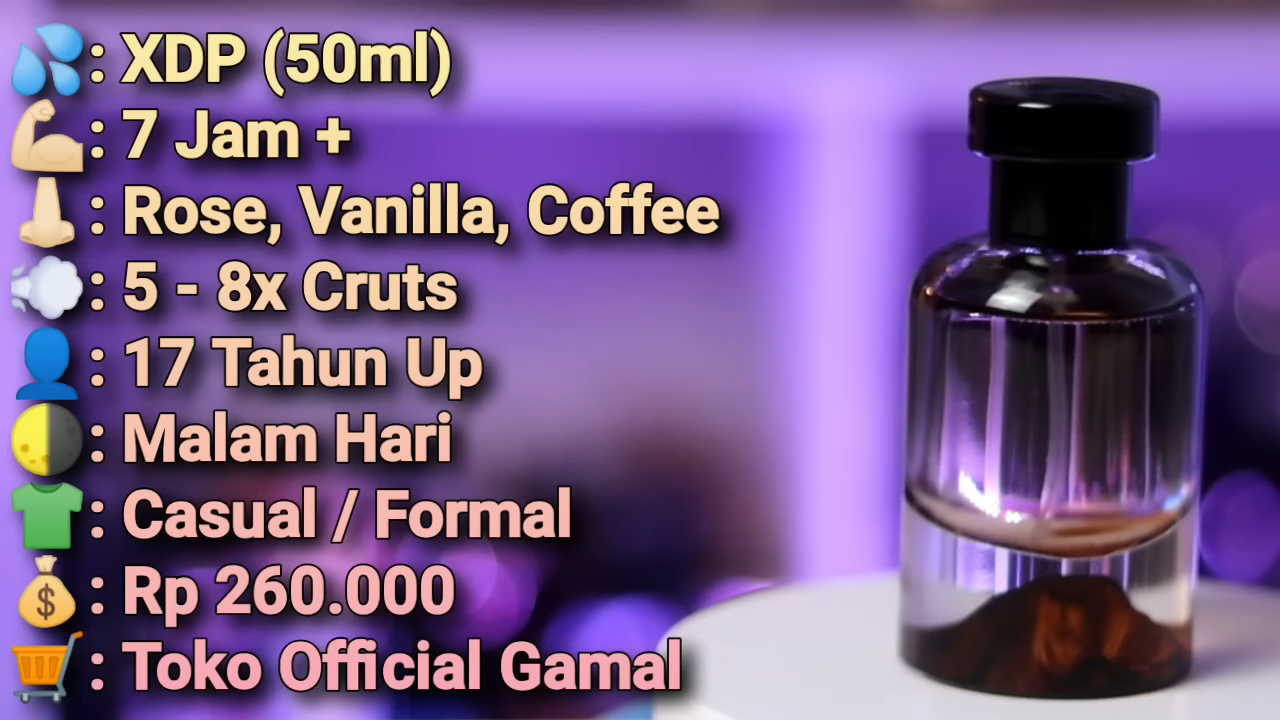 💦: XDP (50ml)
💪🏼: 7 Jam +
👃🏼: Rose, Vanilla, Coffee
💨: 5 - 8x Cruts
👤: 17 Tahun Up
🌗: Malam Hari
👕: Casual / Formal
💰: Rp 260.000
🛒: Toko Official Gamal